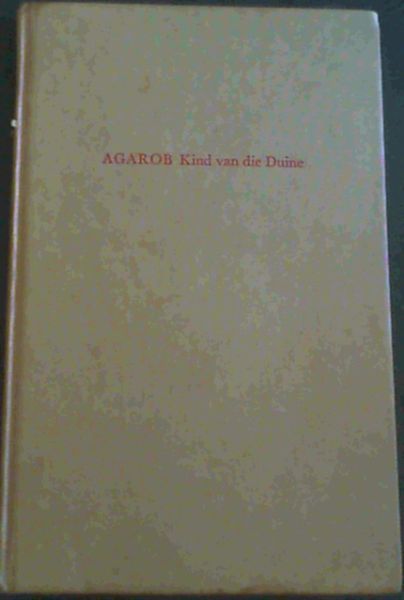 AGAROB Kind van die Duine